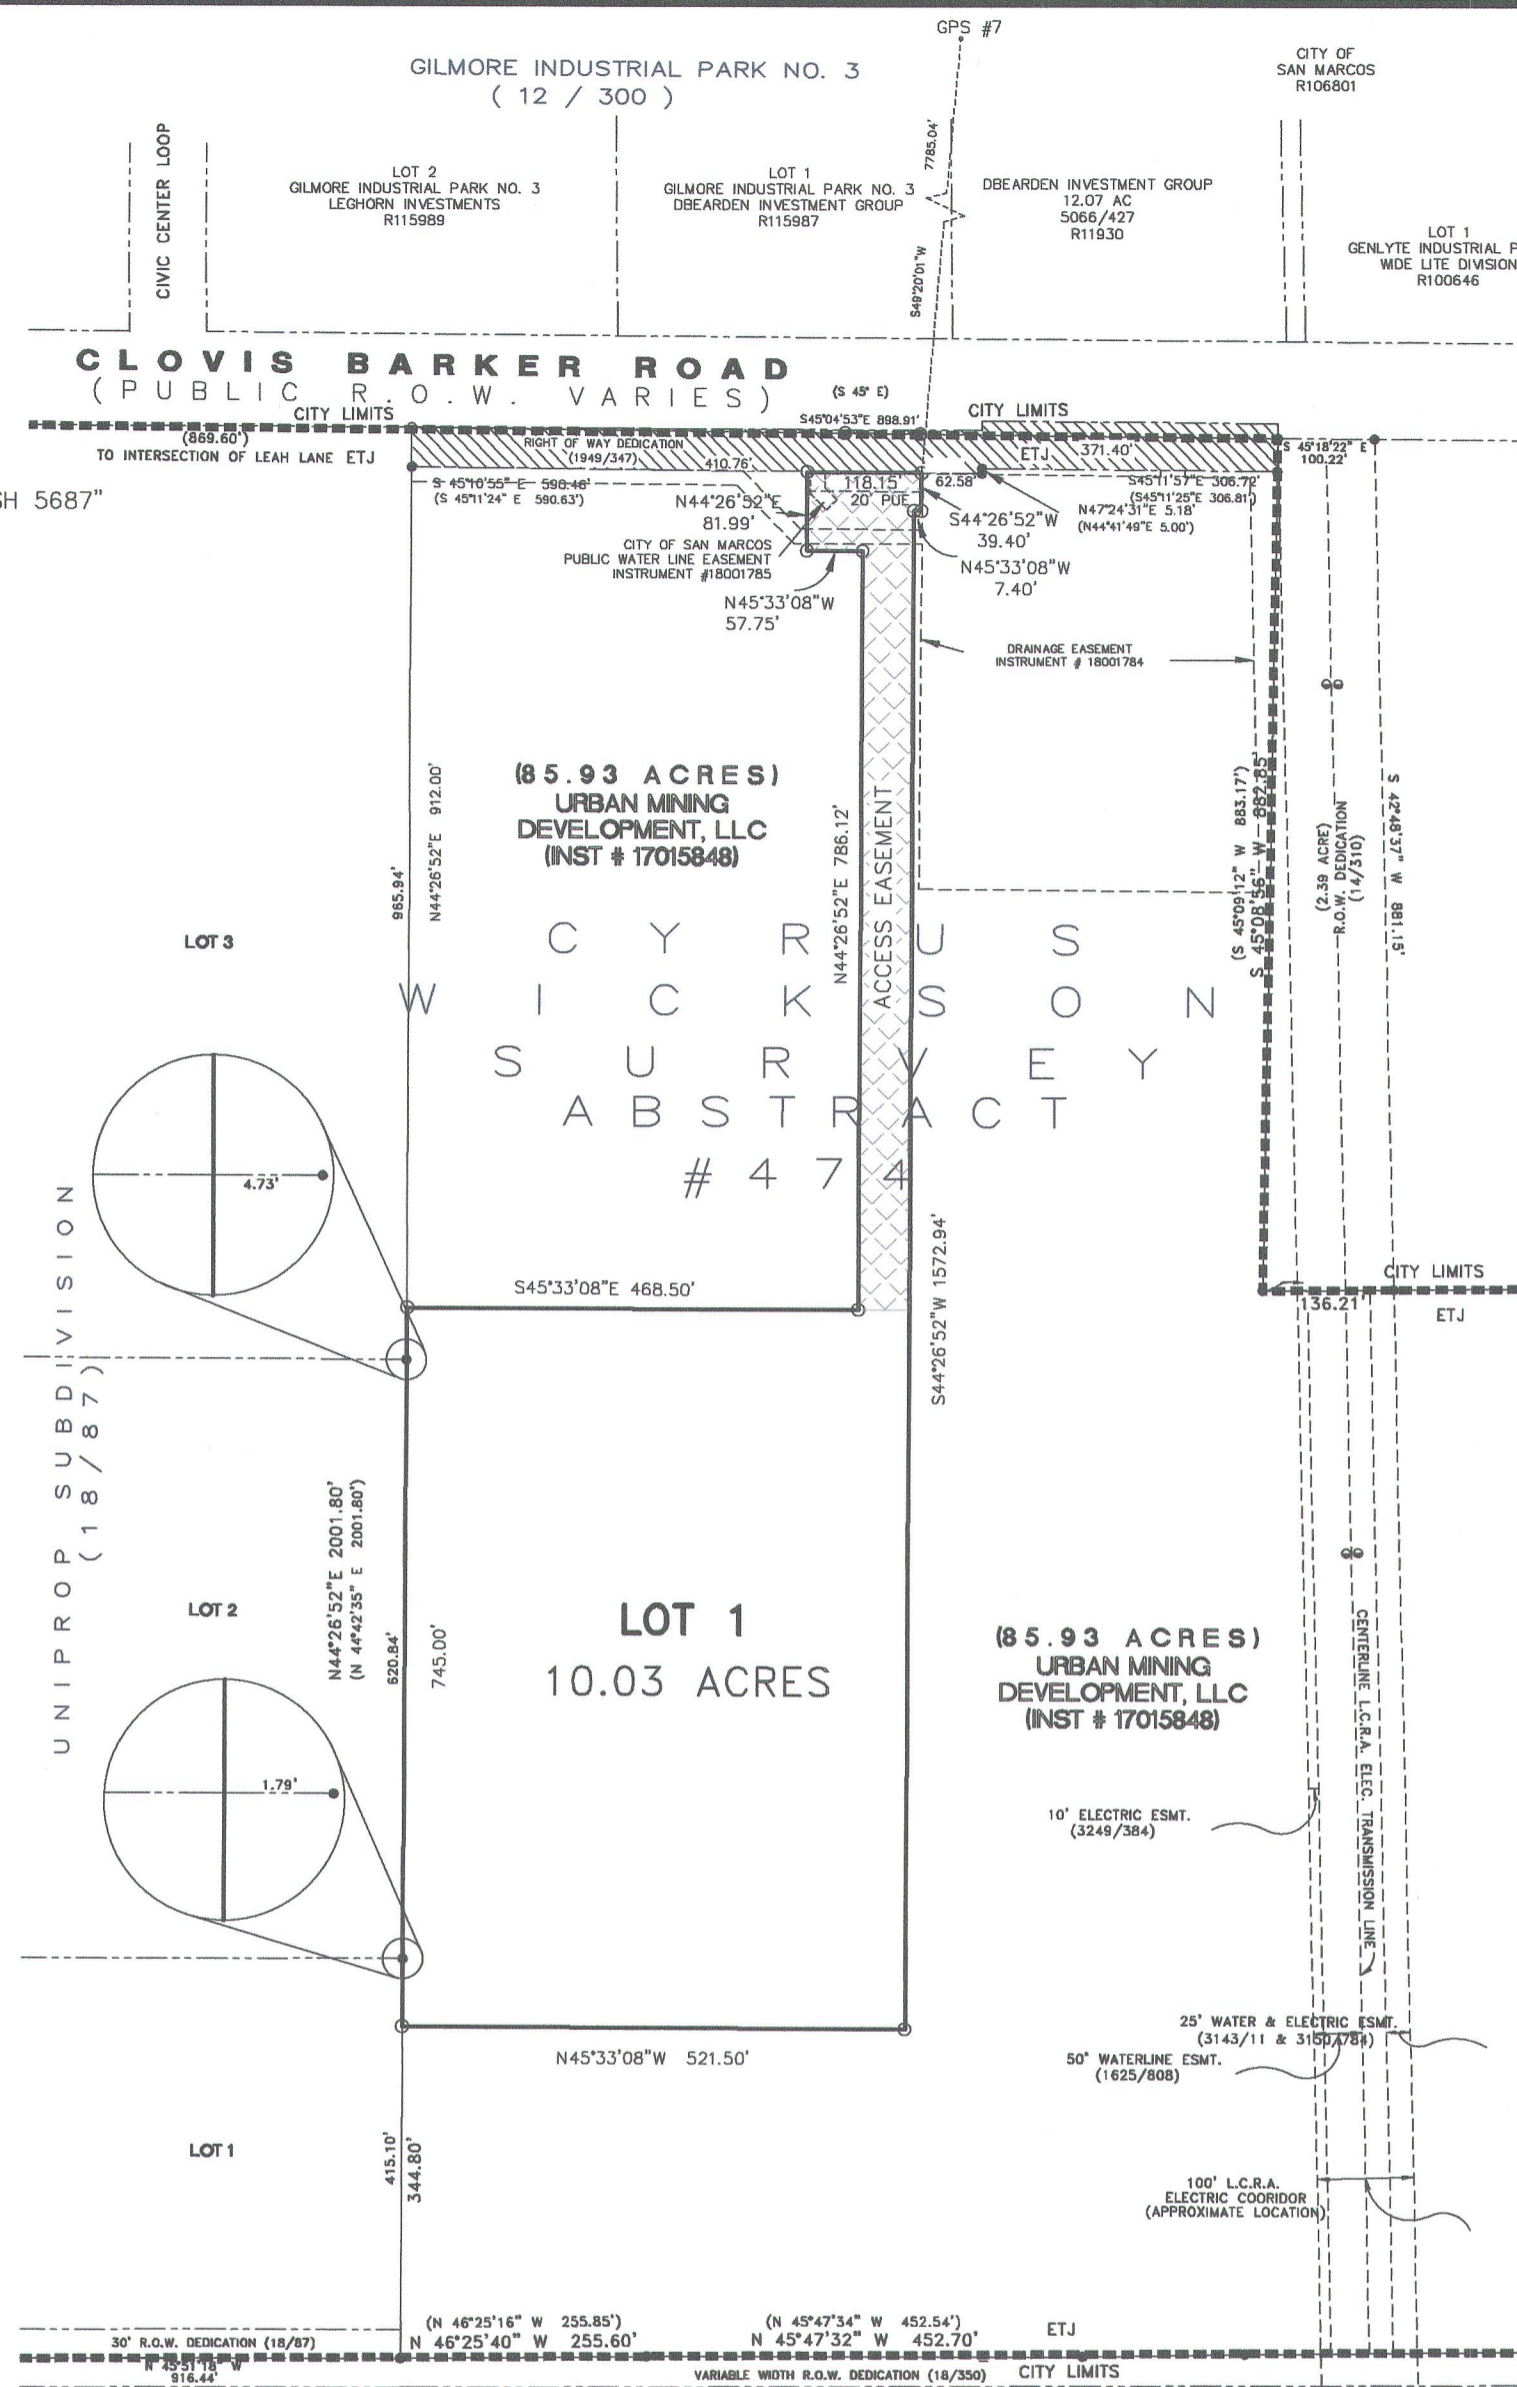 GPS #7
GILMORE INDUSTRIAL PARK NO. 3
( 12 / 300 )
CITY OF
SAN MARCOS
R106801
CIVIC CENTER LOOP
LOT 2
GILMORE INDUSTRIAL PARK NO. 3
LEGHORN INVESTMENTS
R115989
LOT 1
GILMORE INDUSTRIAL PARK NO. 3
DBEARDEN INVESTMENT GROUP
R115987
7785.04'
S49°20'01"W
DBEARDEN INVESTMENT GROUP
12.07 AC
5066/427
R11930
LOT 1
GENLYTE INDUSTRIAL P
WIDE LITE DIVISION
R100646
CLOVIS BARKER ROAD
(PUBLIC R.O.W. VARIES)
(S 45° E)
CITY LIMITS
S45°04'53"E 898.91'
CITY LIMITS
(869.60')
TO INTERSECTION OF LEAH LANE ETJ
RIGHT OF WAY DEDICATION
(1949/347)
410.76'
ETJ
371.40'
S 45°18'22" E
100.22'
SH 5687"
S 45°10'55" E 590.46'
(S 45°11'24" E 590.63')
N44°26'52"E
81.99'
118.15'
20' PUE
62.58'
S45°11'57"E 306.72'
(S45°11'25"E 306.81')
N47°24'31"E 5.18'
(N44°41'49"E 5.00')
S44°26'52"W
39.40'
CITY OF SAN MARCOS
PUBLIC WATER LINE EASEMENT
INSTRUMENT #18001785
N45°33'08"W
7.40'
N45°33'08"W
57.75'
DRAINAGE EASEMENT
INSTRUMENT # 18001784
(85.93 ACRES)
URBAN MINING
DEVELOPMENT, LLC
(INST # 17015848)
965.94'
N44°26'52"E 912.00'
N44°26'52"E 786.12'
ACCESS EASEMENT
(S 45°09'12" W 883.17')
S 45°08'56" W 882.85'
(2.39 ACRE)
R.O.W. DEDICATION
(14/310)
S 42°48'37" W 881.15'
LOT 3
CYRUS
WICKSON
SURVEY
ABSTRACT
#474
4.73'
UNIPROP SUBDIVISION
(18/87)
S45°33'08"E 468.50'
S44°26'52"W 1572.94'
CITY LIMITS
136.21'
ETJ
N44°26'52"E 2001.80'
(N 44°42'35" E 2001.80')
620.84'
745.00'
LOT 2
LOT 1
10.03 ACRES
(85.93 ACRES)
URBAN MINING
DEVELOPMENT, LLC
(INST # 17015848)
CENTERLINE L.C.R.A. ELEC. TRANSMISSION LINE
1.79'
10' ELECTRIC ESMT.
(3249/384)
25' WATER & ELECTRIC ESMT.
(3143/11 & 3150/784)
50' WATERLINE ESMT.
(1625/808)
N45°33'08"W 521.50'
LOT 1
415.10'
344.80'
100' L.C.R.A.
ELECTRIC COORIDOR
(APPROXIMATE LOCATION)
(N 46°25'16" W 255.85')
N 46°25'40" W 255.60'
(N 45°47'34" W 452.54')
N 45°47'32" W 452.70'
ETJ
30' R.O.W. DEDICATION (18/87)
N 45°51'18" W
916.44'
VARIABLE WIDTH R.O.W. DEDICATION (18/350)
CITY LIMITS